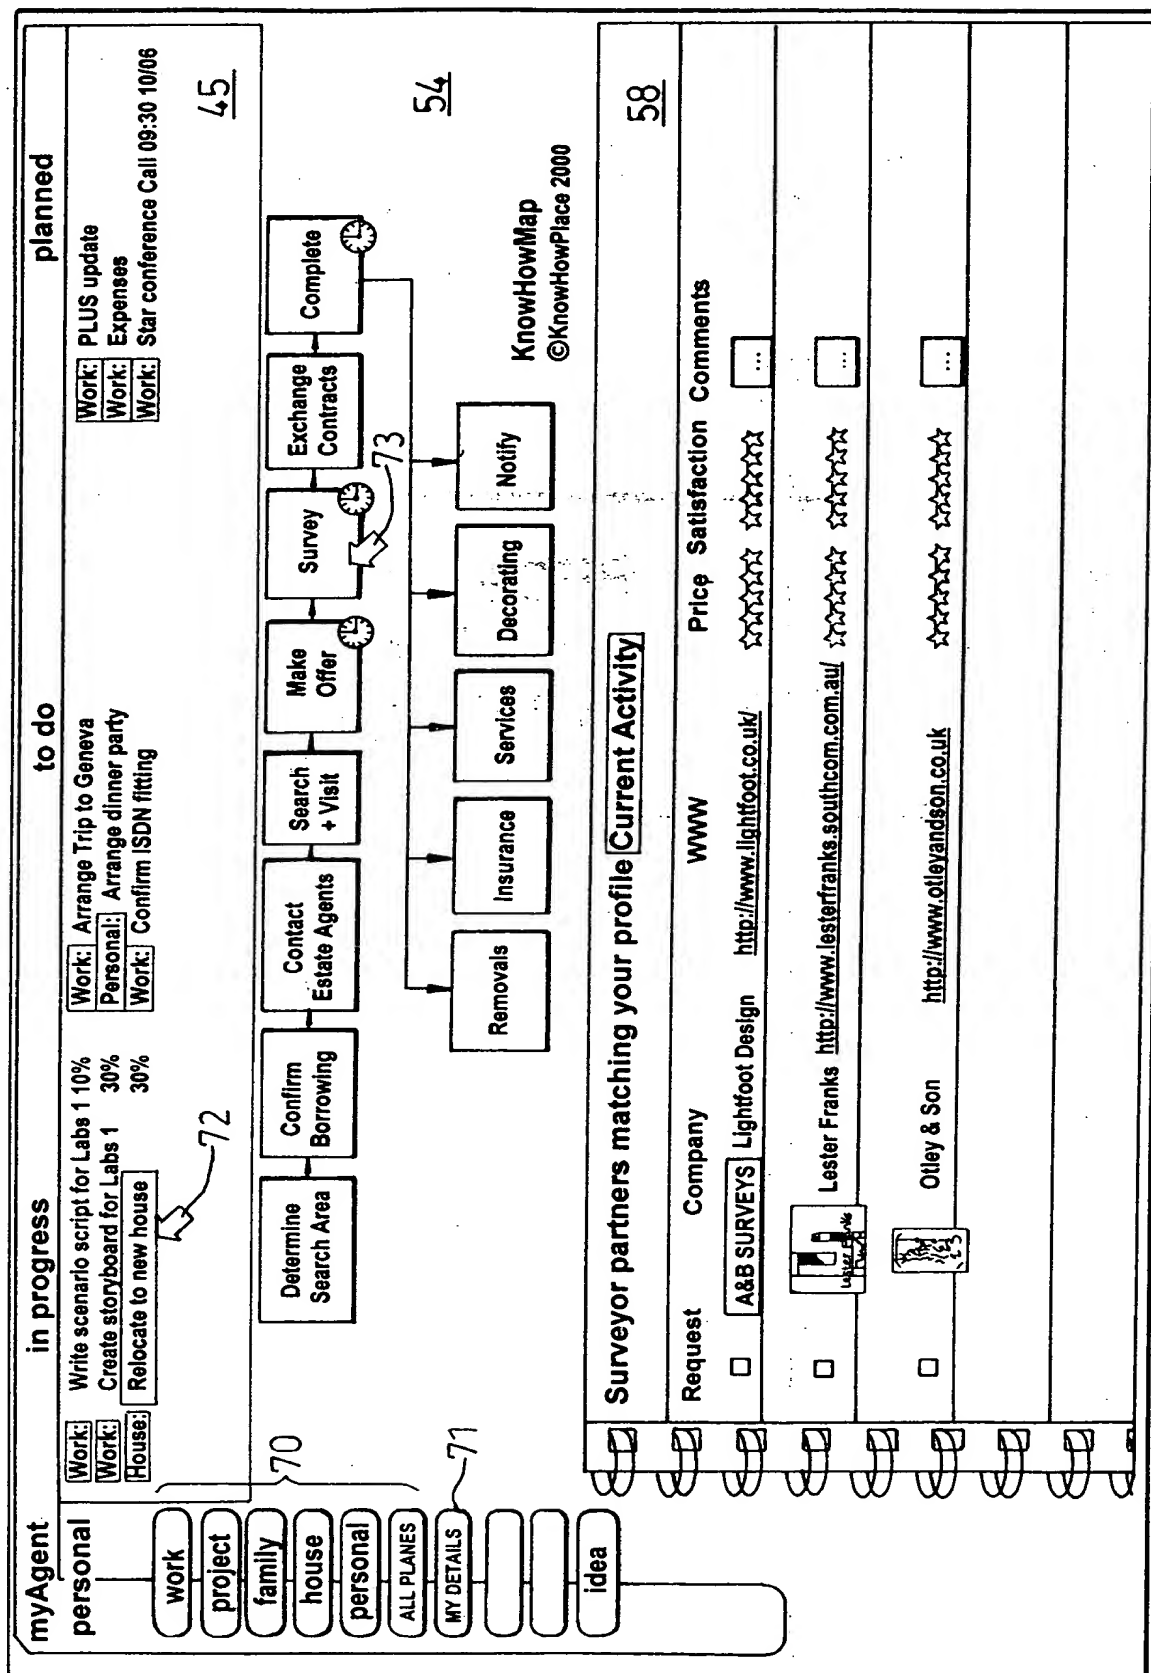 myAgent
in progress
to do
planned
personal
work
project
family
house
personal
ALL PLANES
MY DETAILS
idea
70
71
Work: Write scenario script for Labs 1 10%
Work: Create storyboard for Labs 1 30%
House: Relocate to new house 30%
72
Work: Arrange Trip to Geneva
Personal: Arrange dinner party
Work: Confirm ISDN fitting
Work: PLUS update
Work: Expenses
Work: Star conference Call 09:30 10/06
45
Determine
Search Area
Confirm
Borrowing
Contact
Estate Agents
Search
+ Visit
Make
Offer
Survey
Exchange
Contracts
Complete
73
54
Removals
Insurance
Services
Decorating
Notify
KnowHowMap
©KnowHowPlace 2000
Surveyor partners matching your profile Current Activity
58
Request Company WWW Price Satisfaction Comments
A&B SURVEYS Lightfoot Design http://www.lightfoot.co.uk/ ...
Lester Franks http://www.lesterfranks.southcom.com.au/ ...
Otley & Son http://www.otleyandson.co.uk ...